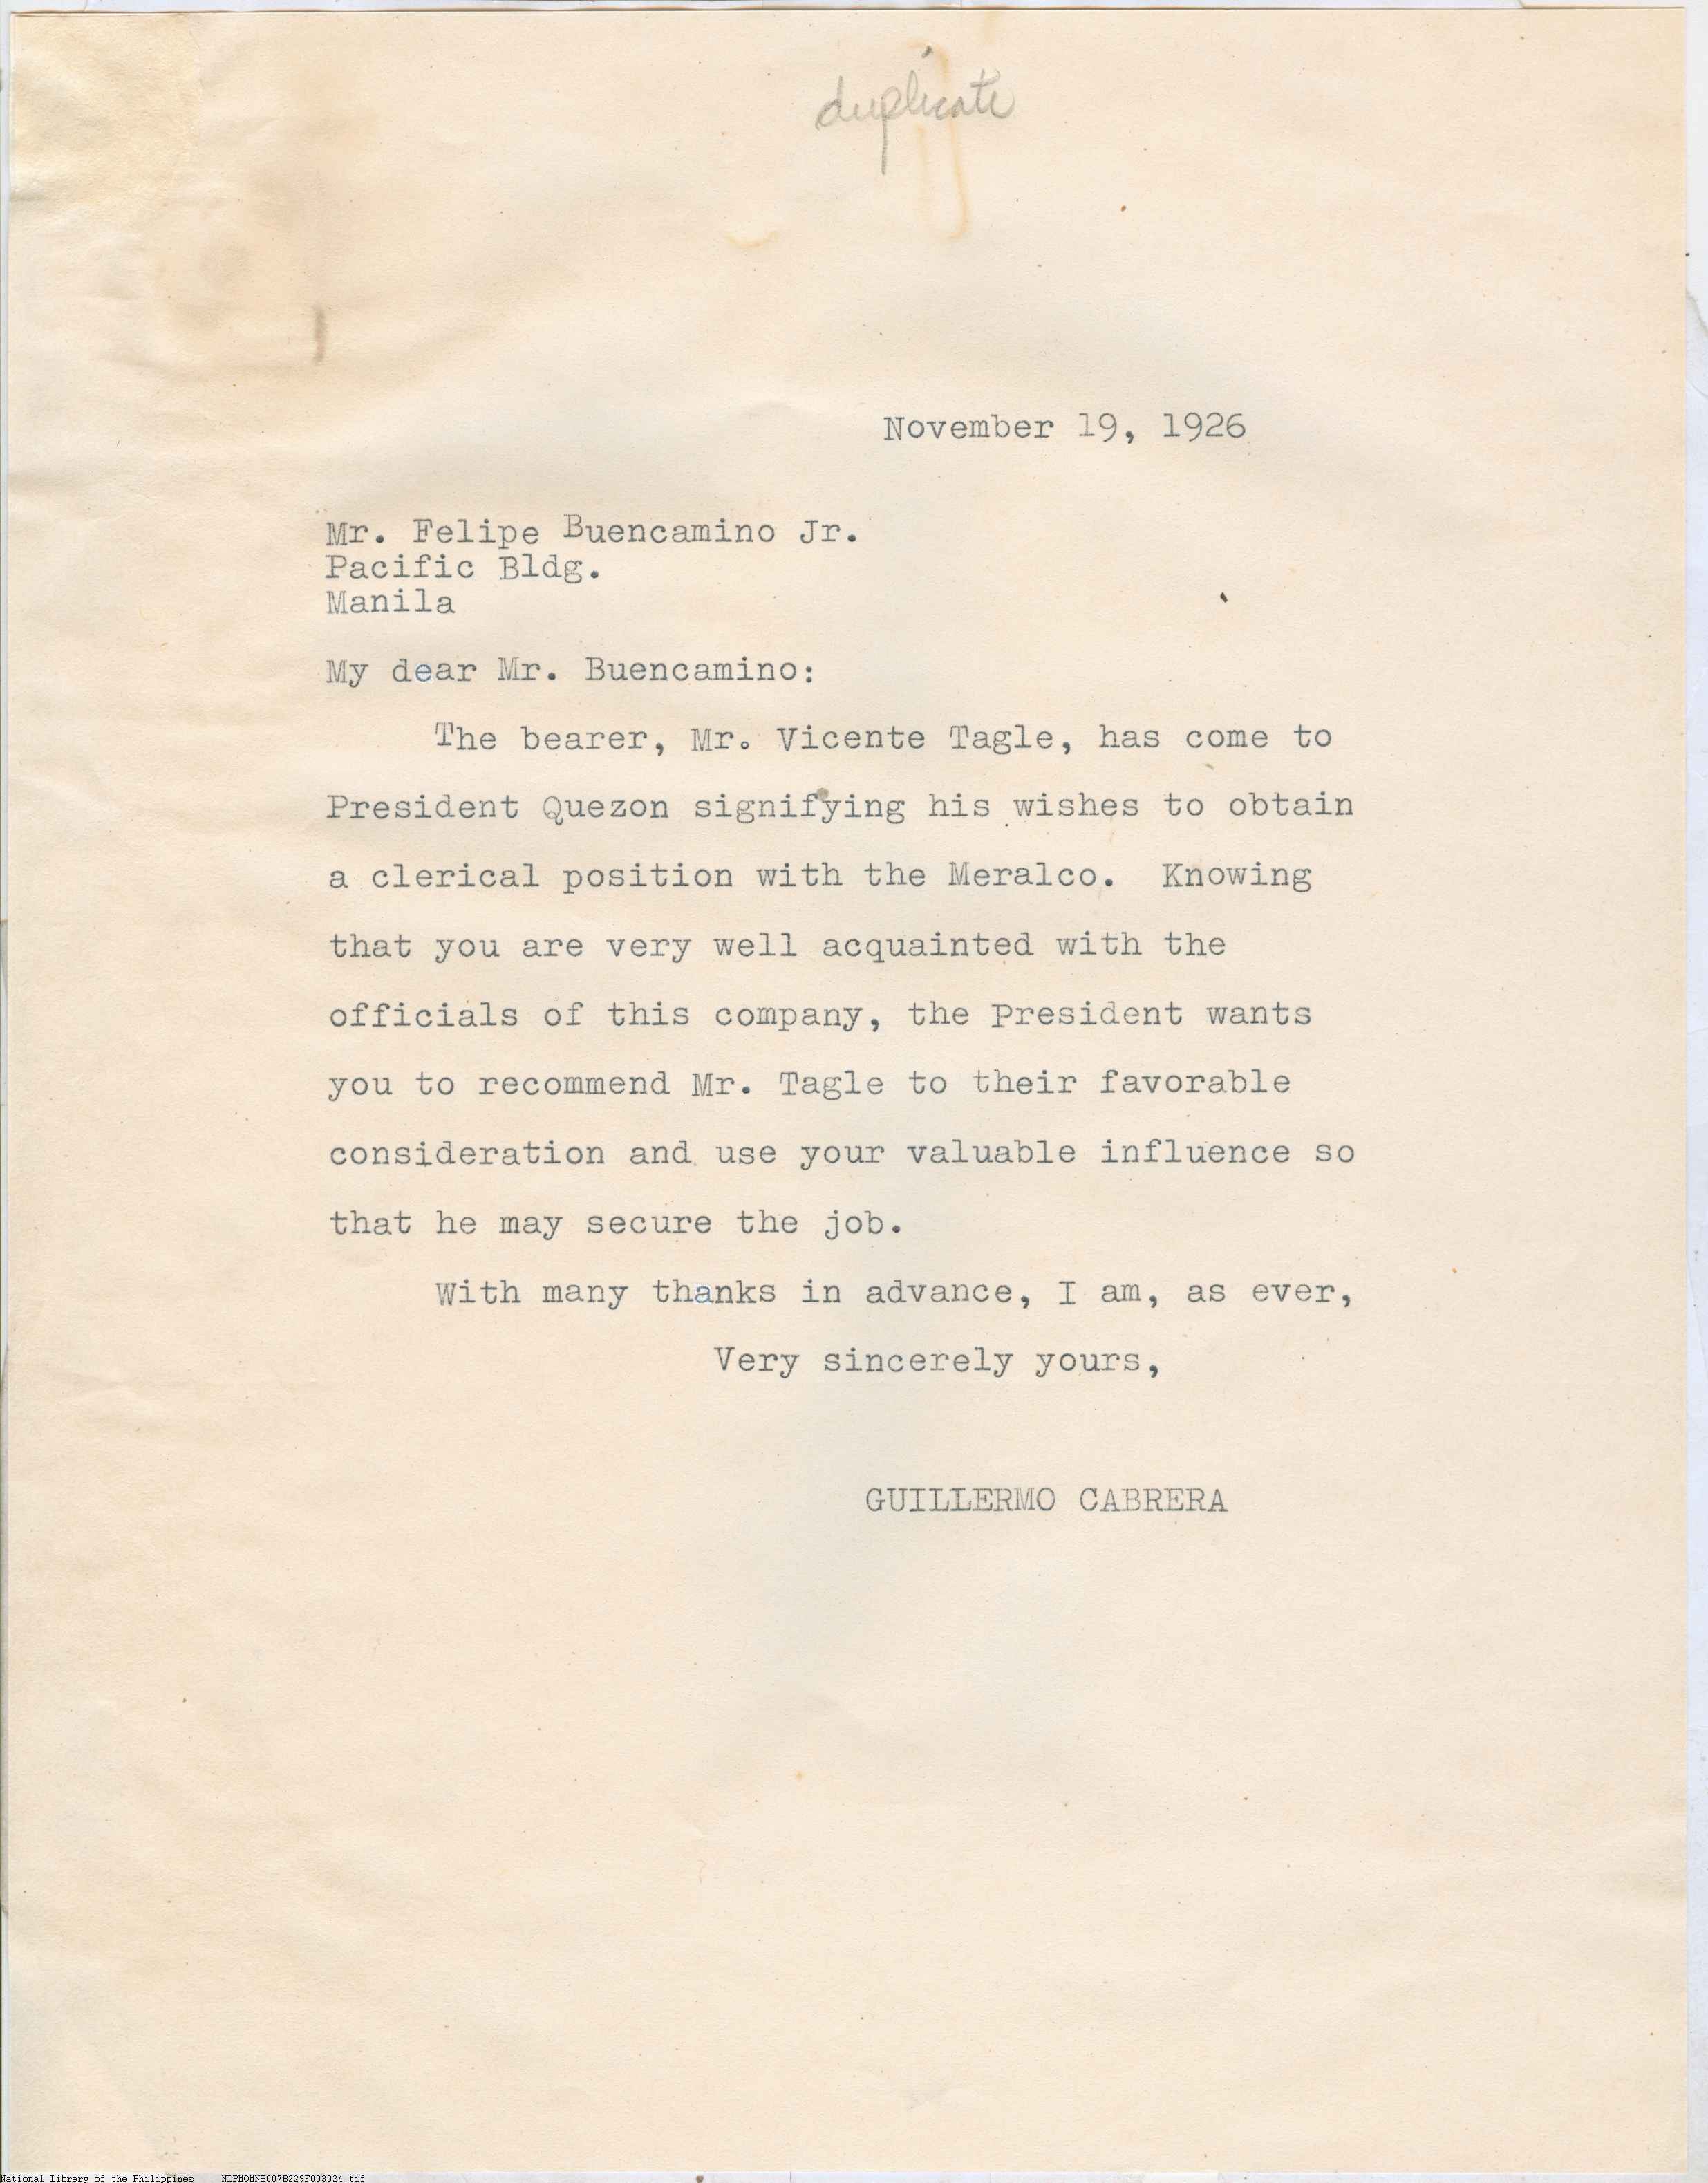 duplicate
November 19, 1926
Mr. Felipe Buencamino Jr.
Pacific Bldg.
Manila
My dear Mr. Buencamino:
The bearer, Mr. Vicente Tagle, has come to
President Quezon signifying his wishes to obtain
a clerical position with the Meralco. Knowing
that you are very well acquainted with the
officials of this company, the President wants
you to recommend Mr. Tagle to their favorable
consideration and use your valuable influence so
that he may secure the job.
With many thanks in advance, I am, as ever,
Very sincerely yours,
GUILLERMO CABRERA
National Library of the Philippines NLPMQMNS007B229F003024.tif